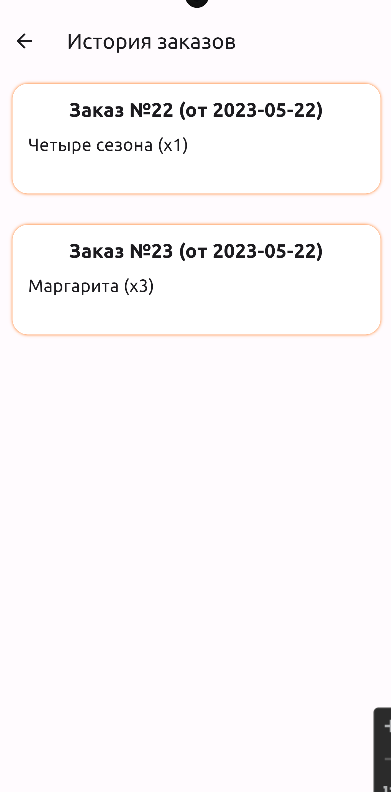 История заказов
Заказ №22 (от 2023-05-22)
Четыре сезона (x1)
Заказ №23 (от 2023-05-22)
Маргарита (x3)